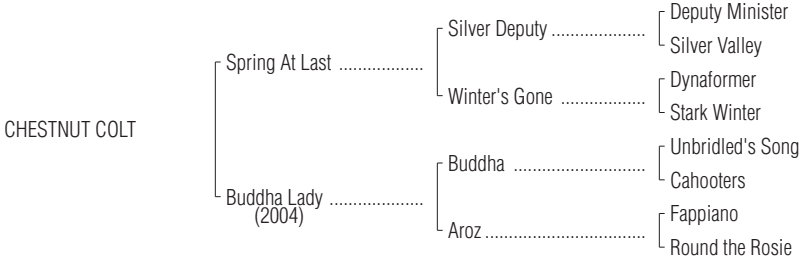 Deputy Minister
Silver Deputy ....................
Silver Valley
Spring At Last ..................
Dynaformer
Winter's Gone ..................
Stark Winter
CHESTNUT COLT
Unbridled's Song
Buddha ............................
Cahooters
Buddha Lady ....................
(2004)
Fappiano
Aroz ..................................
Round the Rosie